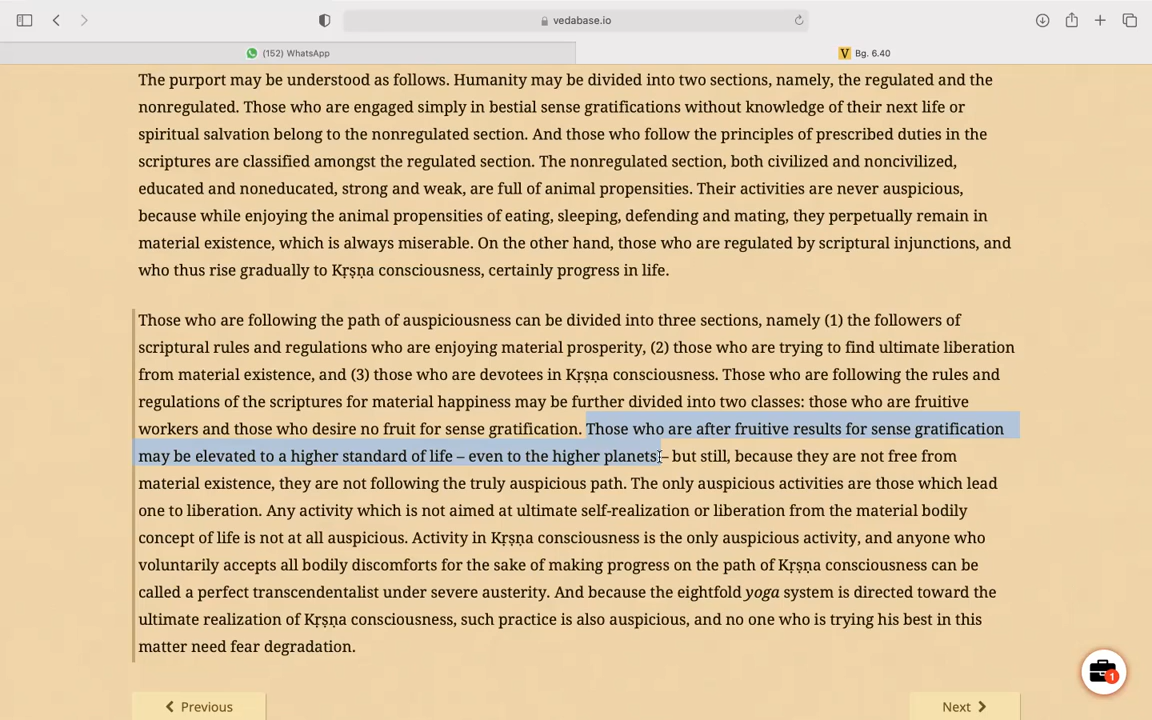 vedabase.io
(152) WhatsApp
V Bg. 6.40
The purport may be understood as follows. Humanity may be divided into two sections, namely, the regulated and the
nonregulated. Those who are engaged simply in bestial sense gratifications without knowledge of their next life or
spiritual salvation belong to the nonregulated section. And those who follow the principles of prescribed duties in the
scriptures are classified amongst the regulated section. The nonregulated section, both civilized and noncivilized,
educated and noneducated, strong and weak, are full of animal propensities. Their activities are never auspicious,
because while enjoying the animal propensities of eating, sleeping, defending and mating, they perpetually remain in
material existence, which is always miserable. On the other hand, those who are regulated by scriptural injunctions, and
who thus rise gradually to Kṛṣṇa consciousness, certainly progress in life.
Those who are following the path of auspiciousness can be divided into three sections, namely (1) the followers of
scriptural rules and regulations who are enjoying material prosperity, (2) those who are trying to find ultimate liberation
from material existence, and (3) those who are devotees in Kṛṣṇa consciousness. Those who are following the rules and
regulations of the scriptures for material happiness may be further divided into two classes: those who are fruitive
workers and those who desire no fruit for sense gratification. Those who are after fruitive results for sense gratification
may be elevated to a higher standard of life – even to the higher planets – but still, because they are not free from
material existence, they are not following the truly auspicious path. The only auspicious activities are those which lead
one to liberation. Any activity which is not aimed at ultimate self-realization or liberation from the material bodily
concept of life is not at all auspicious. Activity in Kṛṣṇa consciousness is the only auspicious activity, and anyone who
voluntarily accepts all bodily discomforts for the sake of making progress on the path of Kṛṣṇa consciousness can be
called a perfect transcendentalist under severe austerity. And because the eightfold yoga system is directed toward the
ultimate realization of Kṛṣṇa consciousness, such practice is also auspicious, and no one who is trying his best in this
matter need fear degradation.
1
Previous
Next